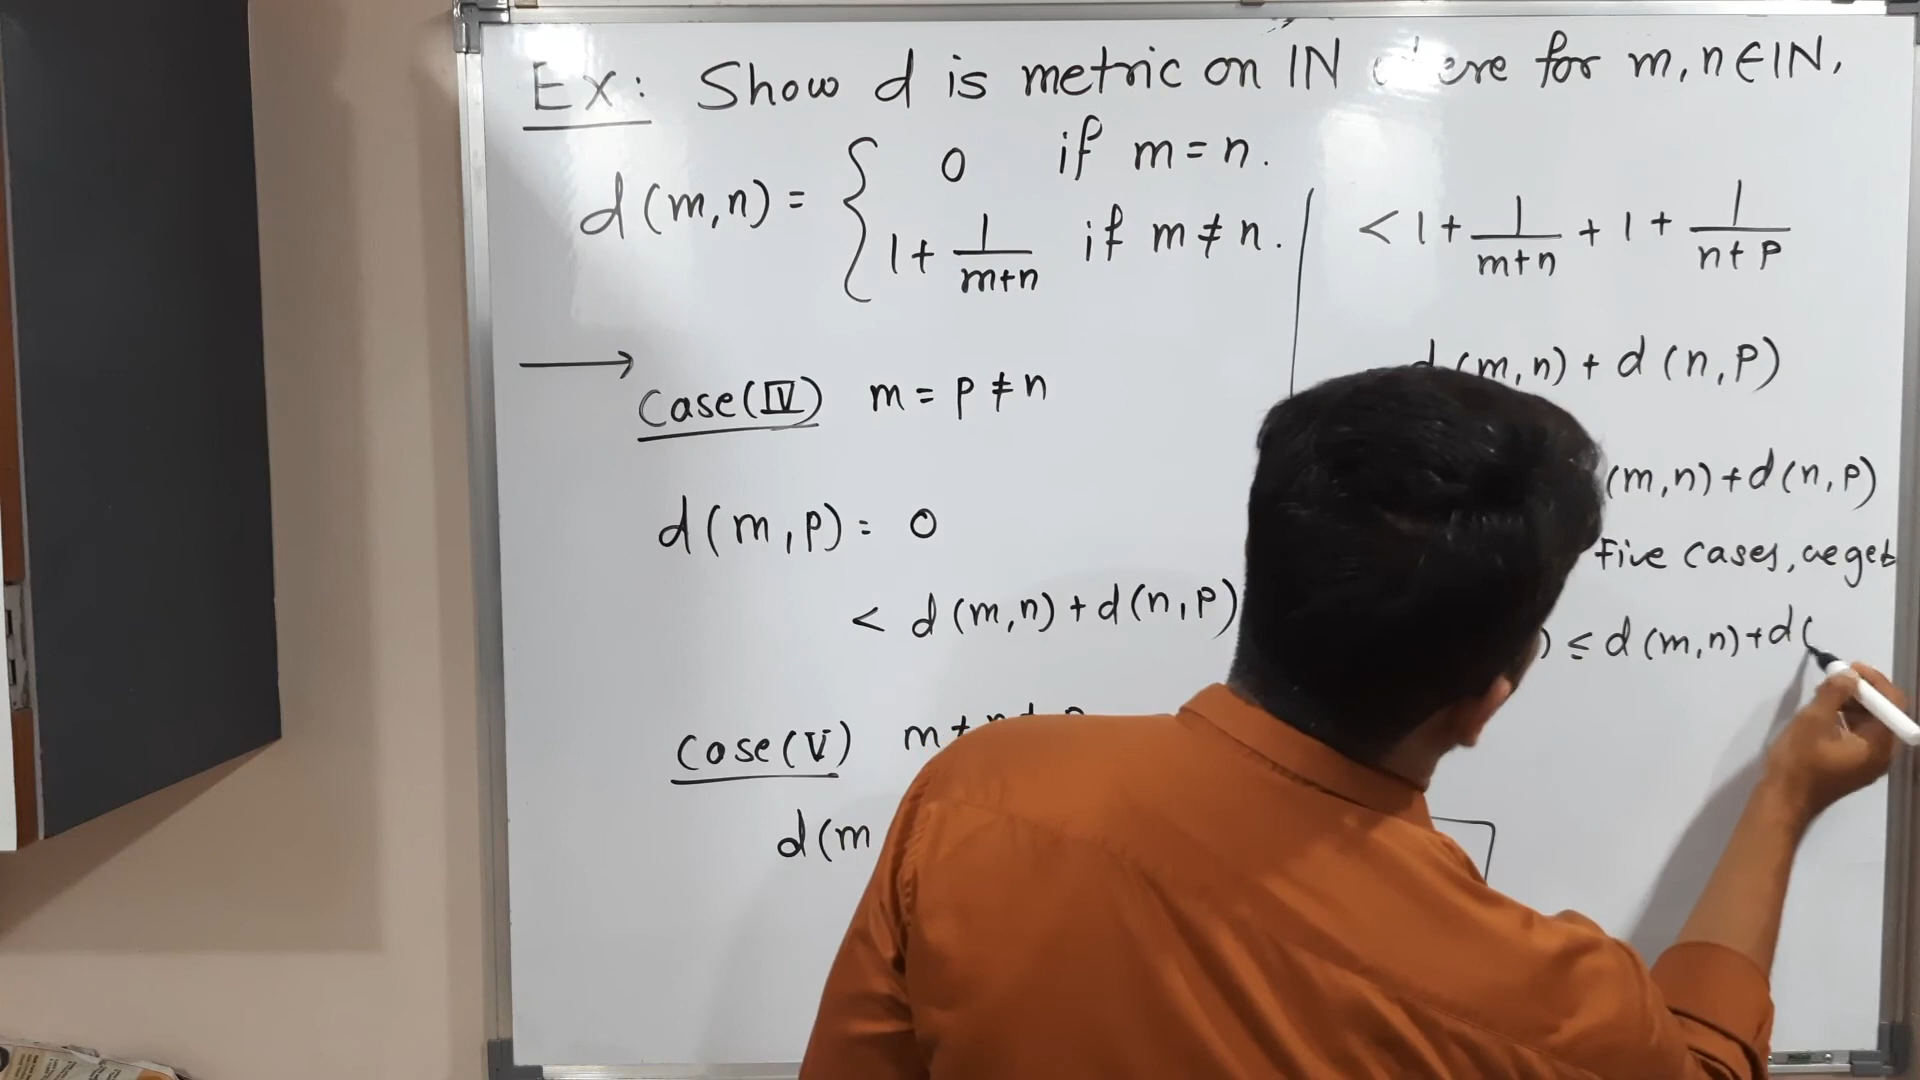 EX: Show d is metric on IN for m, n ∈ IN,
d(m,n) = { 0 if m = n.
1 + 1/(m+n) if m ≠ n.
Case(IV) m = p ≠ n
d(m,p) = 0
< d(m,n) + d(n,p)
Case(V)
d(m
< 1 + 1/(m+n) + 1 + 1/(n+p)
d(m,n) + d(n,p)
(m,n) + d(n,p)
Five cases, we get
) ≤ d(m,n) + d(